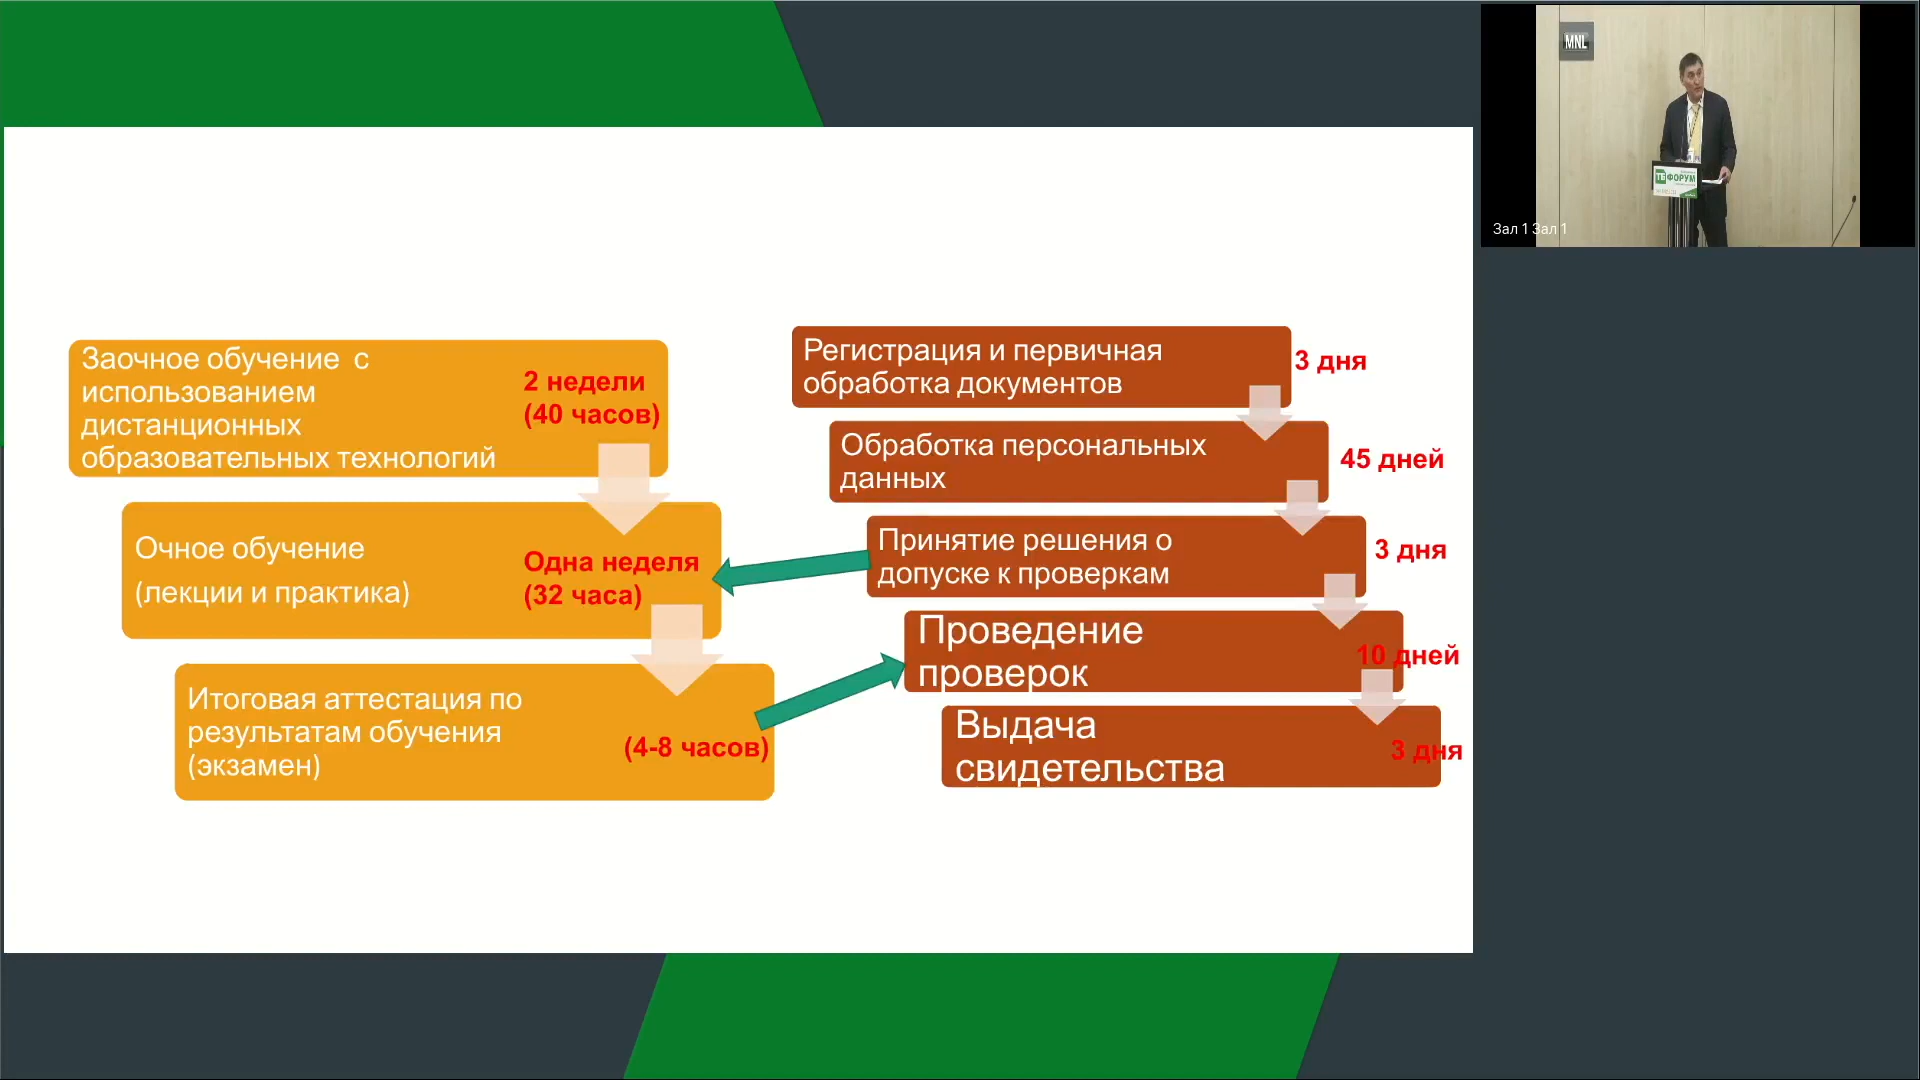 Заочное обучение с
использованием
дистанционных
образовательных технологий
2 недели
(40 часов)
Очное обучение
(лекции и практика)
Одна неделя
(32 часа)
Итоговая аттестация по
результатам обучения
(экзамен)
(4-8 часов)
Регистрация и первичная
обработка документов
3 дня
Обработка персональных
данных
45 дней
Принятие решения о
допуске к проверкам
3 дня
Проведение
проверок
10 дней
Выдача
свидетельства
3 дня
MNL
ТБ ФОРУМ
Зал 1 Зал 1